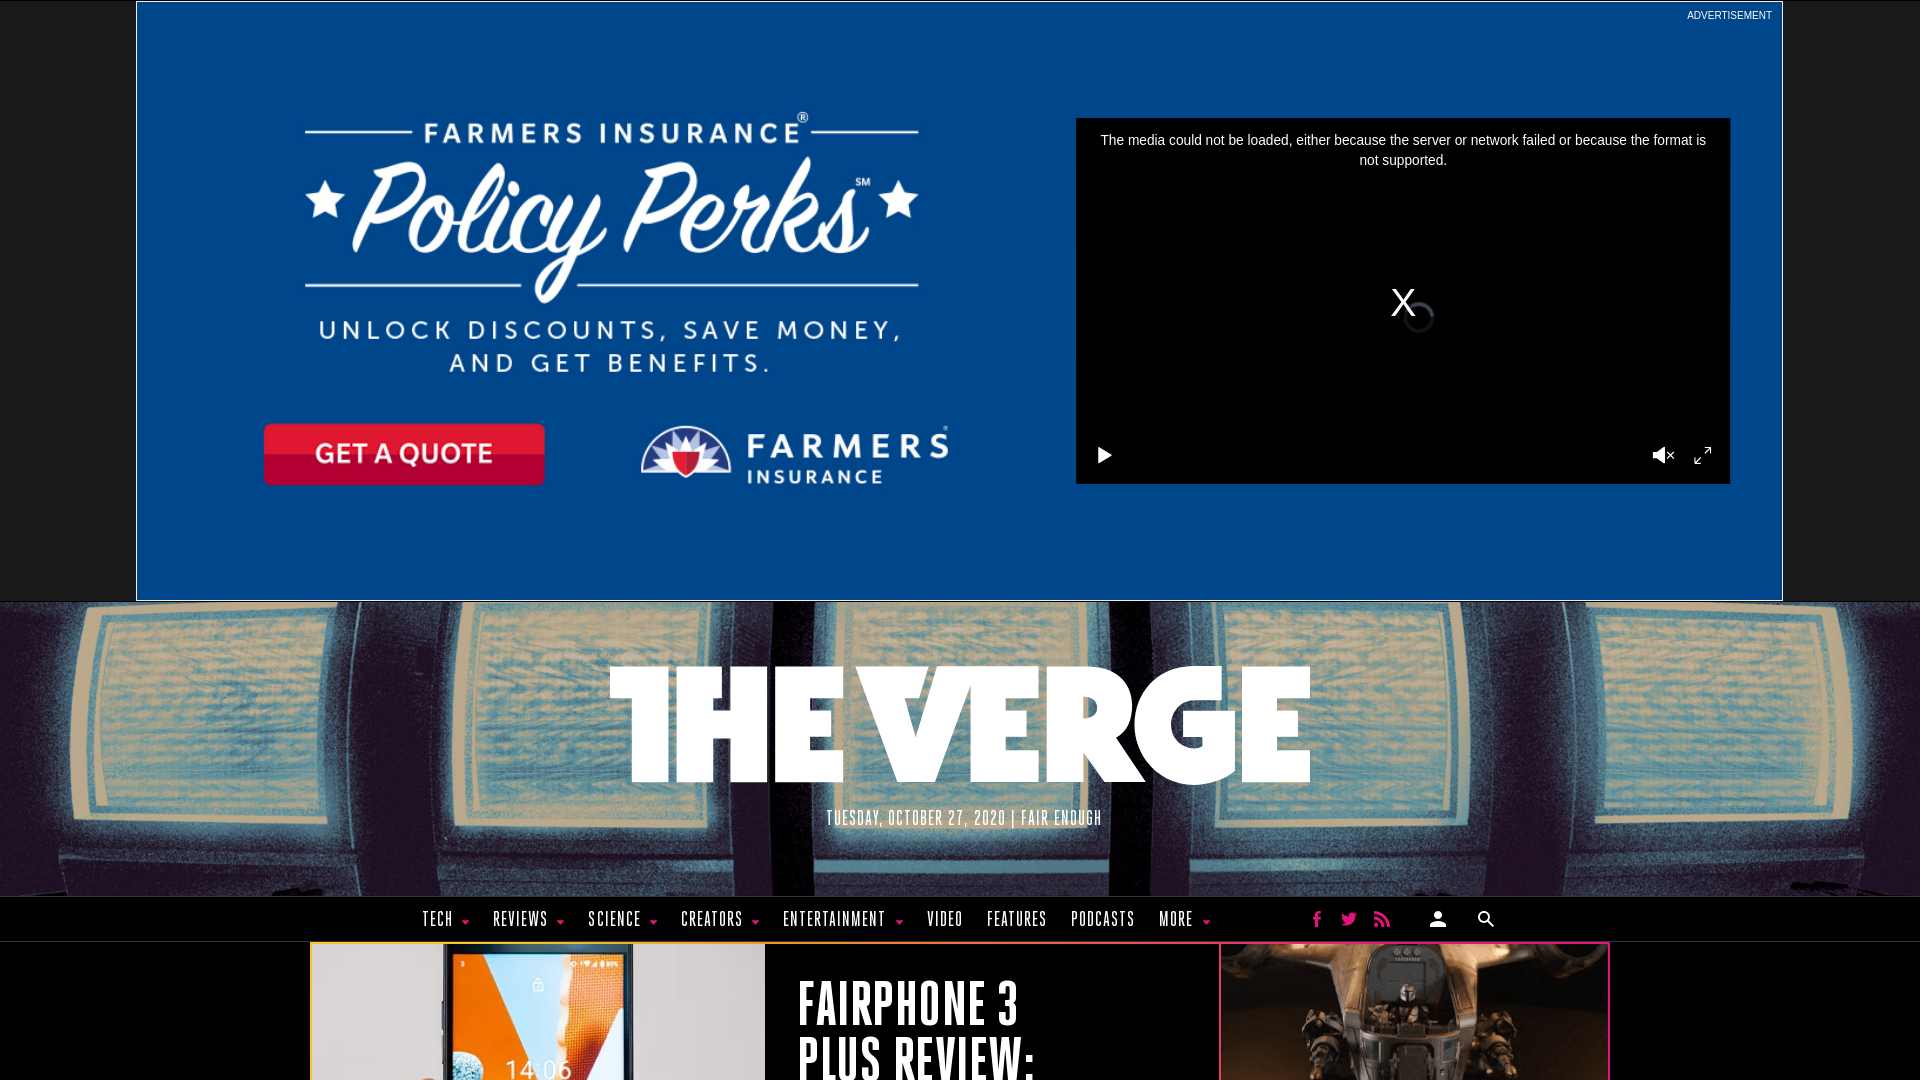 ADVERTISEMENT
FARMERS INSURANCE®
Policy Perks℠
UNLOCK DISCOUNTS, SAVE MONEY,
AND GET BENEFITS.
GET A QUOTE
FARMERS
INSURANCE
The media could not be loaded, either because the server or network failed or because the format is
not supported.
X
THE VERGE
TUESDAY, OCTOBER 27, 2020 | FAIR ENOUGH
TECH REVIEWS SCIENCE CREATORS ENTERTAINMENT VIDEO FEATURES PODCASTS MORE
14:06
FAIRPHONE 3
PLUS REVIEW: